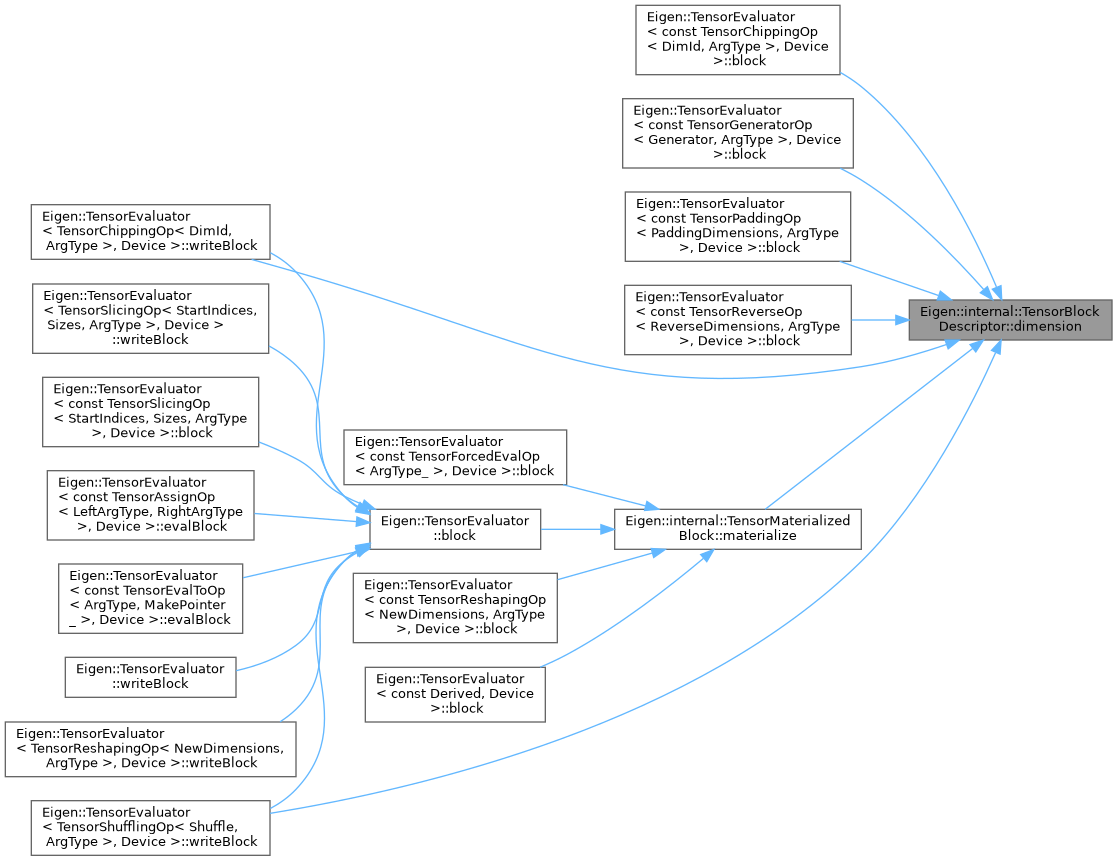 Eigen::TensorEvaluator
< const TensorChippingOp
< DimId, ArgType >, Device
>::block
Eigen::TensorEvaluator
< const TensorGeneratorOp
< Generator, ArgType >, Device
>::block
Eigen::TensorEvaluator
< const TensorPaddingOp
< PaddingDimensions, ArgType
>, Device >::block
Eigen::TensorEvaluator
< TensorChippingOp< DimId,
ArgType >, Device >::writeBlock
Eigen::TensorEvaluator
< TensorSlicingOp< StartIndices,
Sizes, ArgType >, Device >
::writeBlock
Eigen::TensorEvaluator
< const TensorReverseOp
< ReverseDimensions, ArgType
>, Device >::block
Eigen::internal::TensorBlock
Descriptor::dimension
Eigen::TensorEvaluator
< const TensorSlicingOp
< StartIndices, Sizes, ArgType
>, Device >::block
Eigen::TensorEvaluator
< const TensorForcedEvalOp
< ArgType_ >, Device >::block
Eigen::TensorEvaluator
< const TensorAssignOp
< LeftArgType, RightArgType
>, Device >::evalBlock
Eigen::TensorEvaluator
::block
Eigen::internal::TensorMaterialized
Block::materialize
Eigen::TensorEvaluator
< const TensorEvalToOp
< ArgType, MakePointer
_ >, Device >::evalBlock
Eigen::TensorEvaluator
< const TensorReshapingOp
< NewDimensions, ArgType
>, Device >::block
Eigen::TensorEvaluator
::writeBlock
Eigen::TensorEvaluator
< const Derived, Device
>::block
Eigen::TensorEvaluator
< TensorReshapingOp< NewDimensions,
ArgType >, Device >::writeBlock
Eigen::TensorEvaluator
< TensorShufflingOp< Shuffle,
ArgType >, Device >::writeBlock